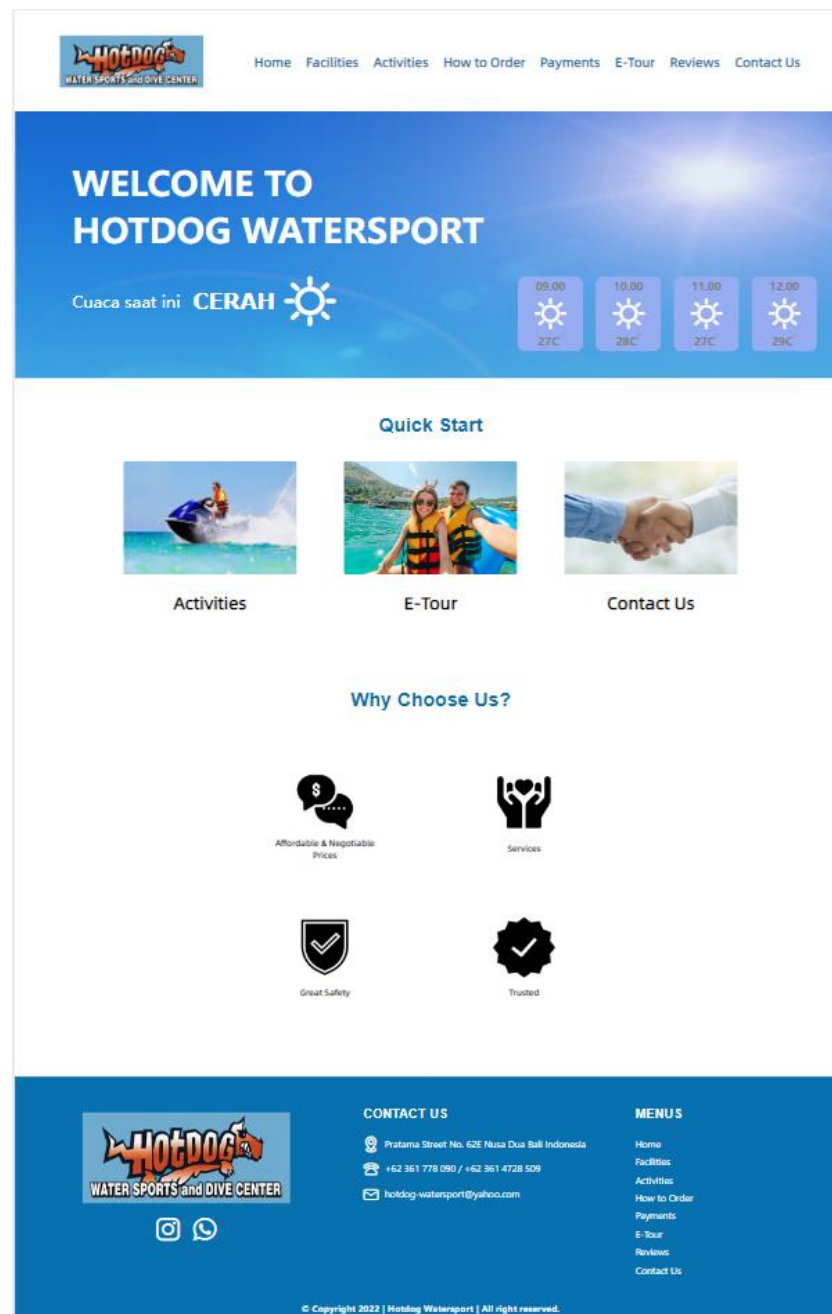 HOTDOG
WATER SPORTS and DIVE CENTER
Home Facilities Activities How to Order Payments E-Tour Reviews Contact Us
WELCOME TO
HOTDOG WATERSPORT
Cuaca saat ini CERAH
09.00 10.00 11.00 12.00
27C 28C 27C 29C
Quick Start
Activities E-Tour Contact Us
Why Choose Us?
Affordable & Negotiable
Prices
Services
Great Safety Trusted
HOTDOG
WATER SPORTS and DIVE CENTER
CONTACT US
Pratama Street No. 62E Nusa Dua Bali Indonesia
+62 361 778 090 / +62 361 4728 509
hotdog-watersport@yahoo.com
MENUS
Home
Facilities
Activities
How to Order
Payments
E-Tour
Reviews
Contact Us
© Copyright 2022 | Hotdog Watersport | All right reserved.